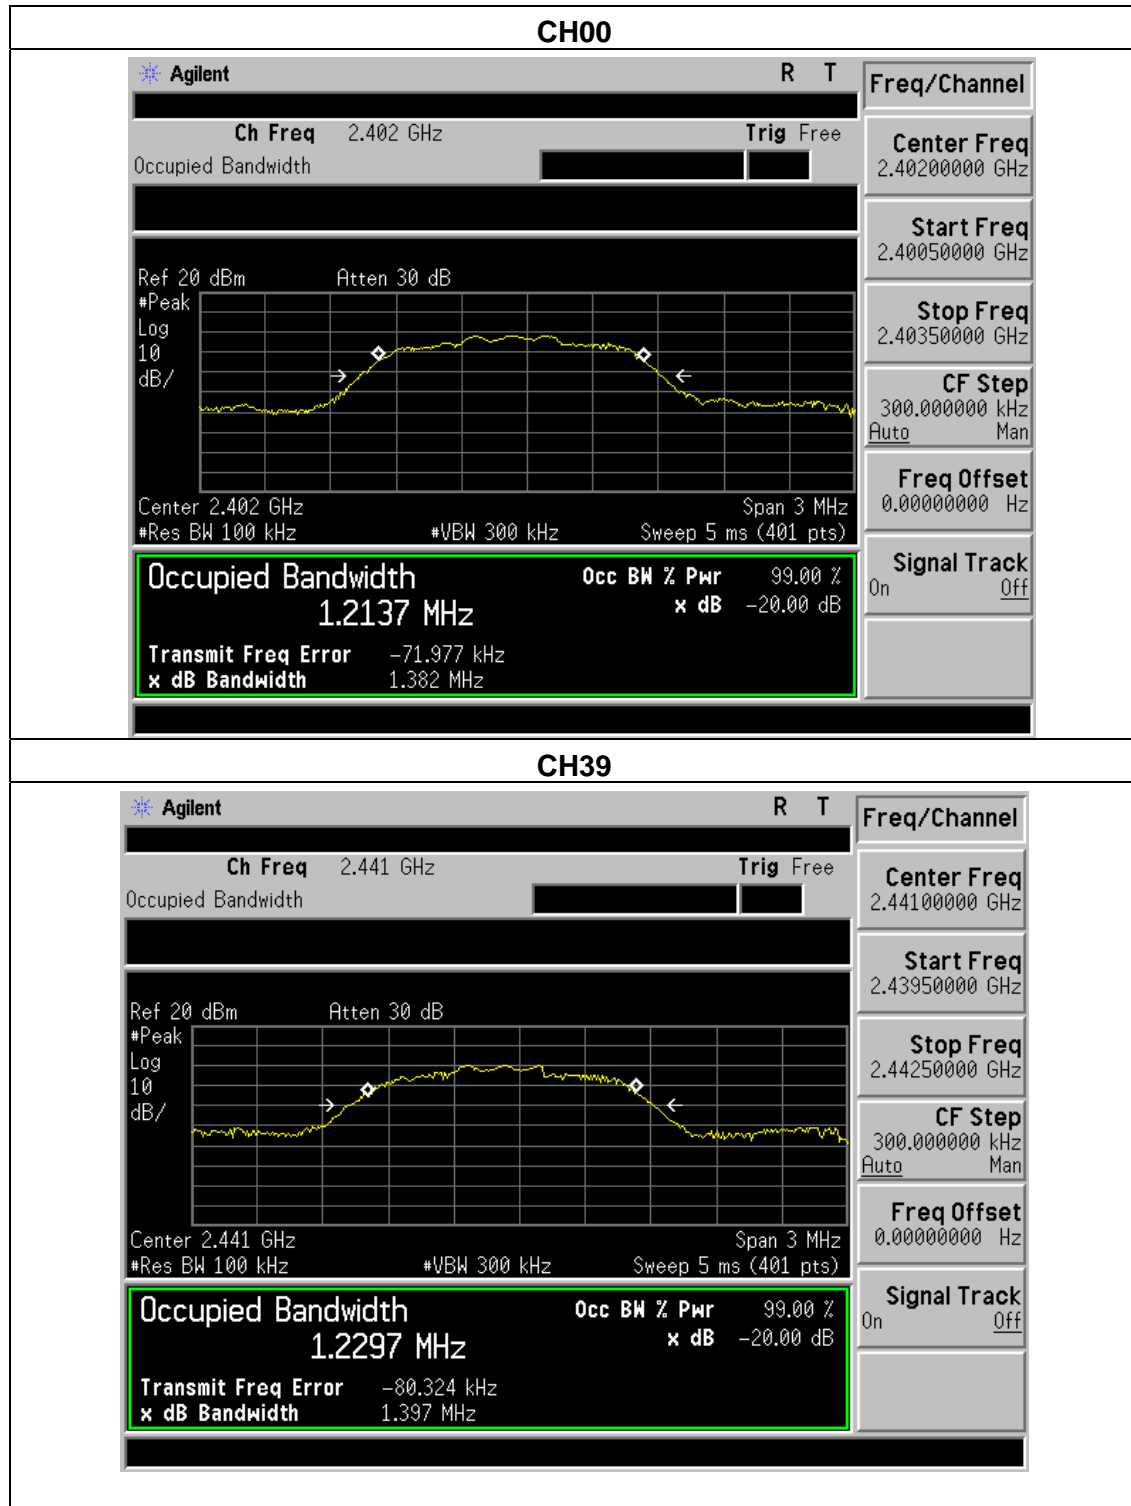 CH00
Agilent R T
Freq/Channel
Ch Freq 2.402 GHz Trig Free
Occupied Bandwidth
Center Freq
2.40200000 GHz
Start Freq
2.40050000 GHz
Stop Freq
2.40350000 GHz
CF Step
300.000000 kHz
Auto Man
Freq Offset
0.00000000 Hz
Signal Track
On Off
Ref 20 dBm Atten 30 dB
#Peak
Log
10
dB/
Center 2.402 GHz Span 3 MHz
#Res BW 100 kHz #VBW 300 kHz Sweep 5 ms (401 pts)
Occupied Bandwidth Occ BW % Pwr 99.00 %
1.2137 MHz x dB -20.00 dB
Transmit Freq Error -71.977 kHz
x dB Bandwidth 1.382 MHz
CH39
Agilent R T
Freq/Channel
Ch Freq 2.441 GHz Trig Free
Occupied Bandwidth
Center Freq
2.44100000 GHz
Start Freq
2.43950000 GHz
Stop Freq
2.44250000 GHz
CF Step
300.000000 kHz
Auto Man
Freq Offset
0.00000000 Hz
Signal Track
On Off
Ref 20 dBm Atten 30 dB
#Peak
Log
10
dB/
Center 2.441 GHz Span 3 MHz
#Res BW 100 kHz #VBW 300 kHz Sweep 5 ms (401 pts)
Occupied Bandwidth Occ BW % Pwr 99.00 %
1.2297 MHz x dB -20.00 dB
Transmit Freq Error -80.324 kHz
x dB Bandwidth 1.397 MHz